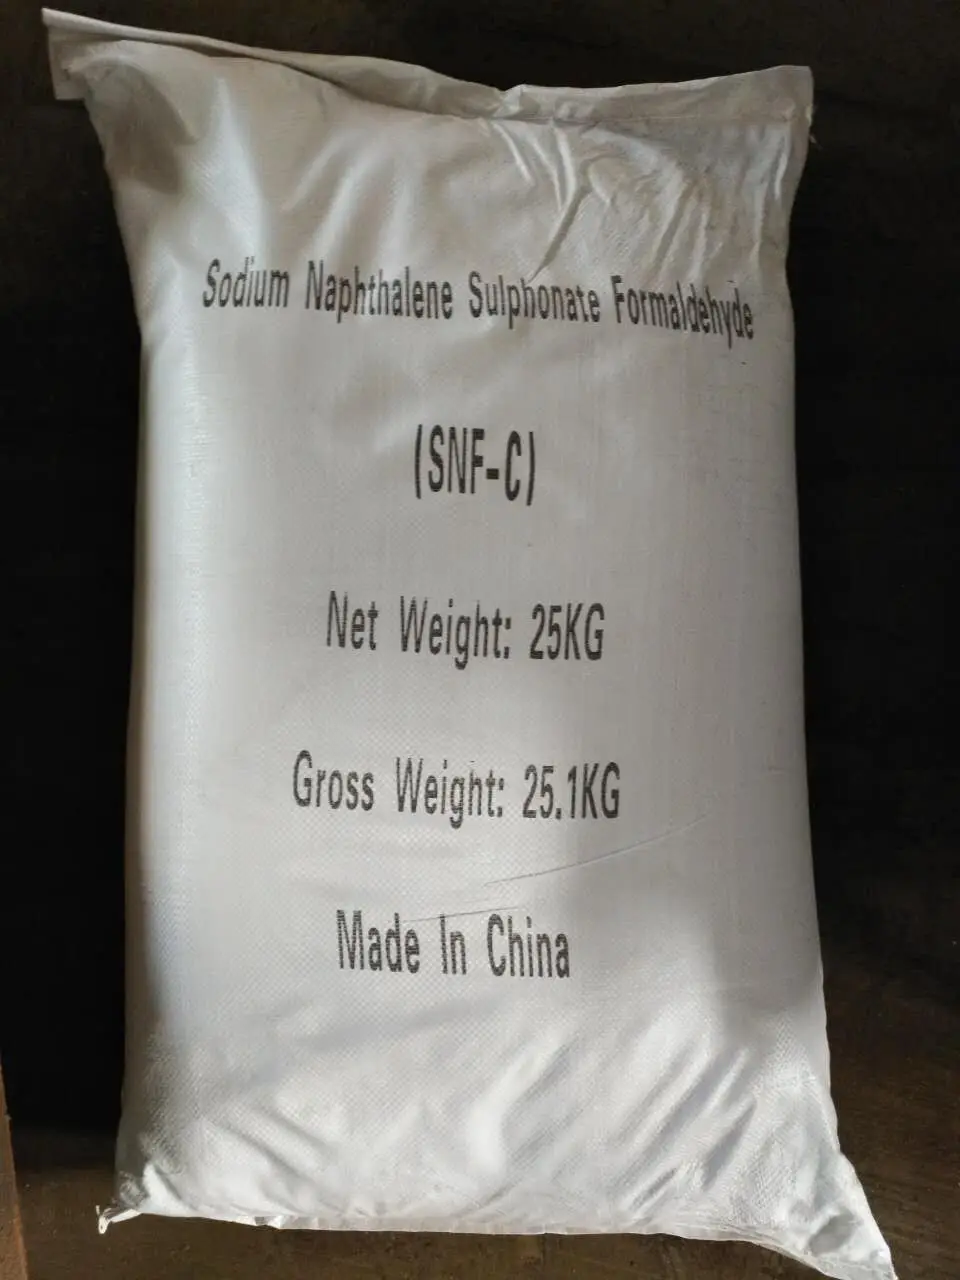 Sodium Naphthalene Sulphonate Formaldehyde
(SNF-C)
Net Weight: 25KG
Gross Weight: 25.1KG
Made In China